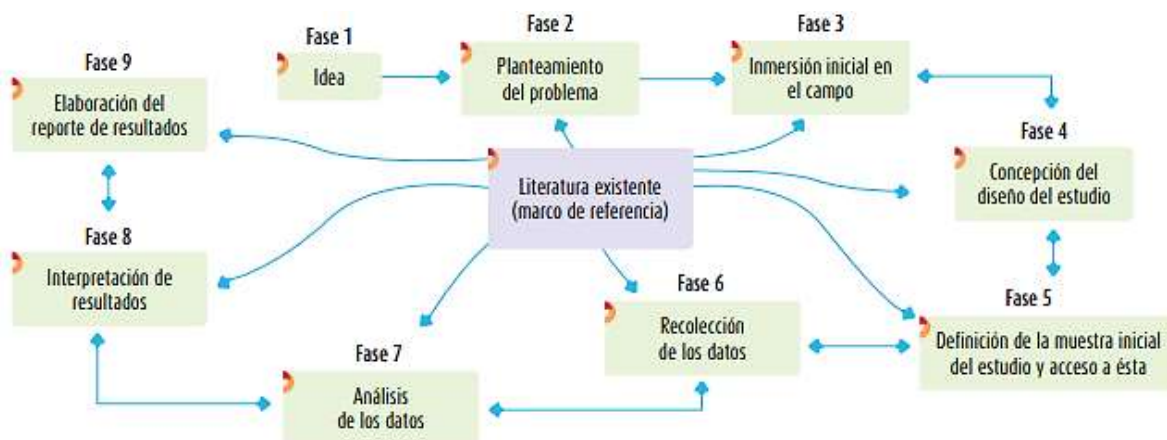 Fase 1
Idea
Fase 2
Planteamiento
del problema
Fase 3
Inmersión inicial en
el campo
Fase 4
Concepción del
diseño del estudio
Fase 5
Definición de la muestra inicial
del estudio y acceso a ésta
Fase 6
Recolección
de los datos
Fase 7
Análisis
de los datos
Fase 8
Interpretación de
resultados
Fase 9
Elaboración del
reporte de resultados
Literatura existente
(marco de referencia)